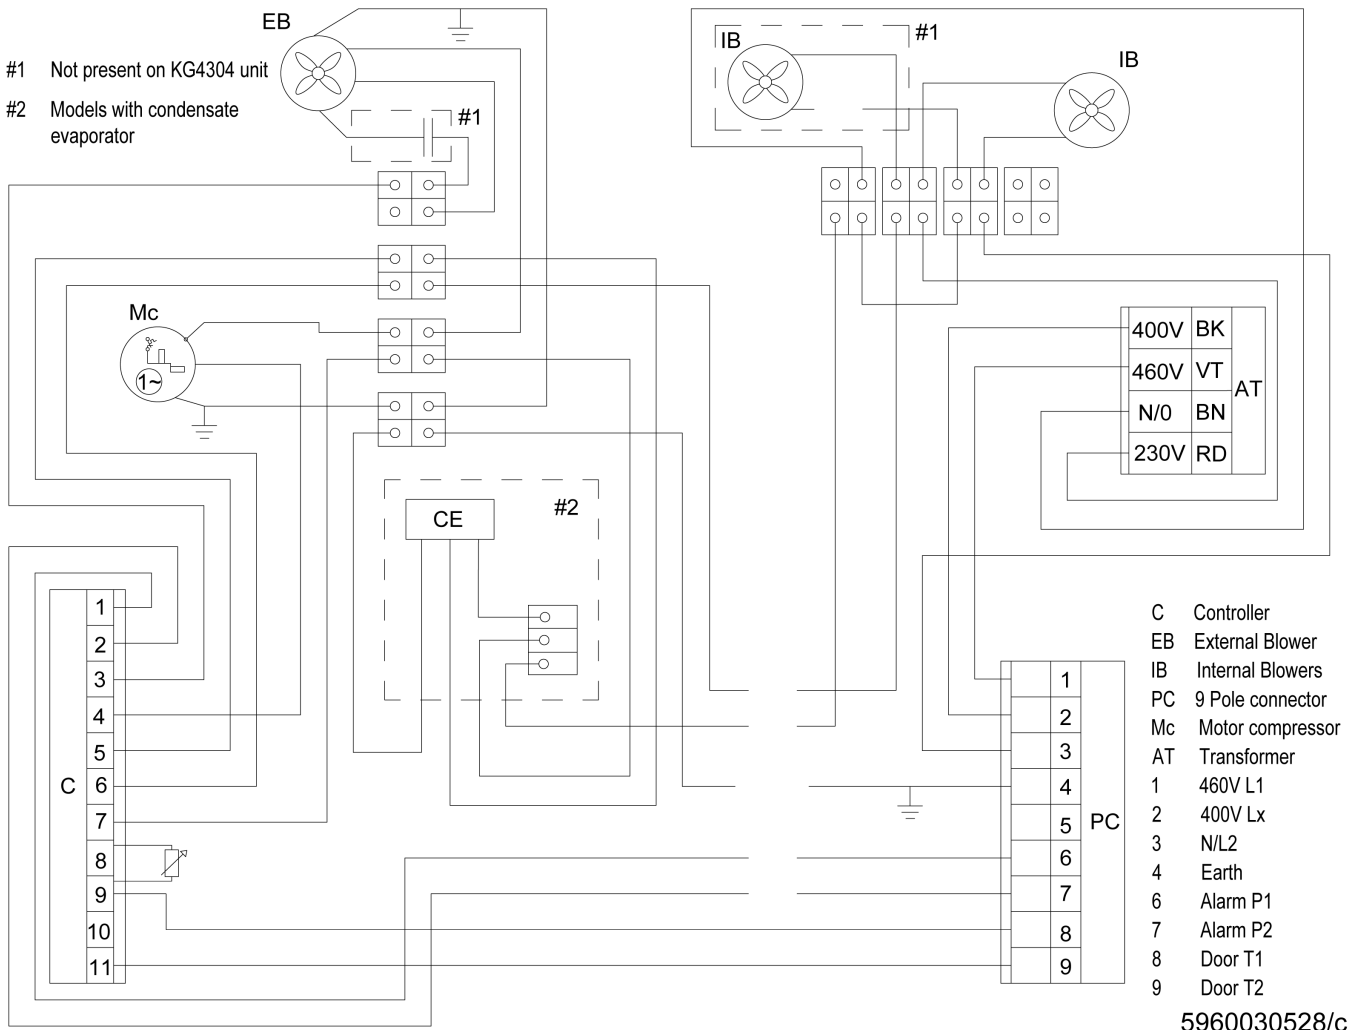 EB
#1 Not present on KG4304 unit
#2 Models with condensate
evaporator
#1
IB
#1
IB
Mc
1~
400V BK
460V VT
N/0 BN
230V RD
AT
CE
#2
C
1
2
3
4
5
6
7
8
9
10
11
1
2
3
4
5
6
7
8
9
PC
C Controller
EB External Blower
IB Internal Blowers
PC 9 Pole connector
Mc Motor compressor
AT Transformer
1 460V L1
2 400V Lx
3 N/L2
4 Earth
6 Alarm P1
7 Alarm P2
8 Door T1
9 Door T2
5960030528/c